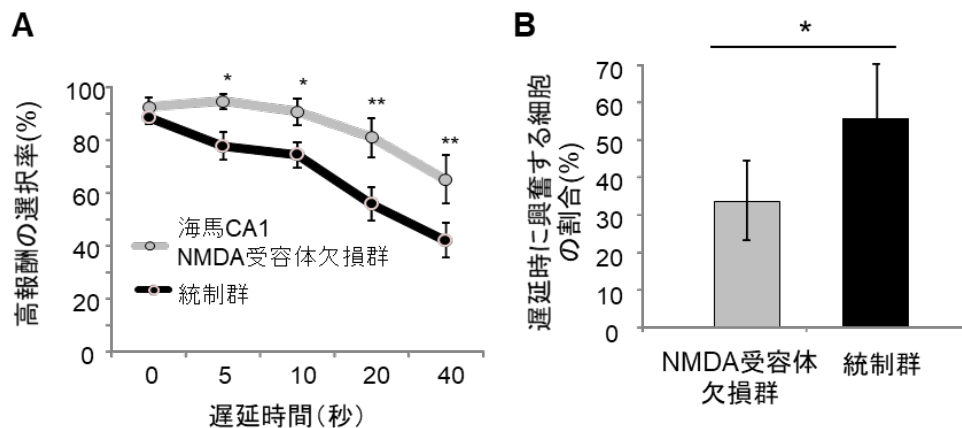 A
高報酬の選択率(%)
100
80
60
40
20
0
*
*
**
**
海馬CA1
NMDA受容体欠損群
統制群
0 5 10 20 40
遅延時間(秒)
B
遅延時に興奮する細胞
の割合(%)
70
60
50
40
30
20
10
0
*
NMDA受容体
欠損群
統制群